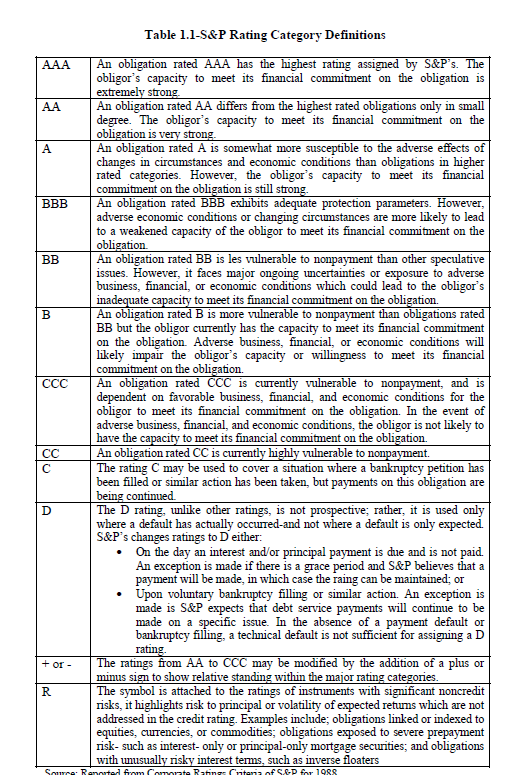 Table 1.1-S&P Rating Category Definitions
AAA An obligation rated AAA has the highest rating assigned by S&P's. The
obligor's capacity to meet its financial commitment on the obligation is
extremely strong.
AA An obligation rated AA differs from the highest rated obligations only in small
degree. The obligor's capacity to meet its financial commitment on the
obligation is very strong.
A An obligation rated A is somewhat more susceptible to the adverse effects of
changes in circumstances and economic conditions than obligations in higher
rated categories. However, the obligor's capacity to meet its financial
commitment on the obligation is still strong.
BBB An obligation rated BBB exhibits adequate protection parameters. However,
adverse economic conditions or changing circumstances are more likely to lead
to a weakened capacity of the obligor to meet its financial commitment on the
obligation.
BB An obligation rated BB is les vulnerable to nonpayment than other speculative
issues. However, it faces major ongoing uncertainties or exposure to adverse
business, financial, or economic conditions which could lead to the obligor's
inadequate capacity to meet its financial commitment on the obligation.
B An obligation rated B is more vulnerable to nonpayment than obligations rated
BB but the obligor currently has the capacity to meet its financial commitment
on the obligation. Adverse business, financial, or economic conditions will
likely impair the obligor's capacity or willingness to meet its financial
commitment on the obligation.
CCC An obligation rated CCC is currently vulnerable to nonpayment, and is
dependent on favorable business, financial, and economic conditions for the
obligor to meet its financial commitment on the obligation. In the event of
adverse business, financial, and economic conditions, the obligor is not likely to
have the capacity to meet its financial commitment on the obligation.
CC An obligation rated CC is currently highly vulnerable to nonpayment.
C The rating C may be used to cover a situation where a bankruptcy petition has
been filled or similar action has been taken, but payments on this obligation are
being continued.
D The D rating, unlike other ratings, is not prospective; rather, it is used only
where a default has actually occurred-and not where a default is only expected.
S&P's changes ratings to D either:
• On the day an interest and/or principal payment is due and is not paid.
An exception is made if there is a grace period and S&P believes that a
payment will be made, in which case the raing can be maintained; or
• Upon voluntary bankruptcy filling or similar action. An exception is
made is S&P expects that debt service payments will continue to be
made on a specific issue. In the absence of a payment default or
bankruptcy filling, a technical default is not sufficient for assigning a D
rating.
+ or - The ratings from AA to CCC may be modified by the addition of a plus or
minus sign to show relative standing within the major rating categories.
R The symbol is attached to the ratings of instruments with significant noncredit
risks, it highlights risk to principal or volatility of expected returns which are not
addressed in the credit rating. Examples include; obligations linked or indexed to
equities, currencies, or commodities; obligations exposed to severe prepayment
risk- such as interest- only or principal-only mortgage securities; and obligations
with unusually risky interest terms, such as inverse floaters
Source: Reported from Corporate Ratings Criteria of S&P for 1988